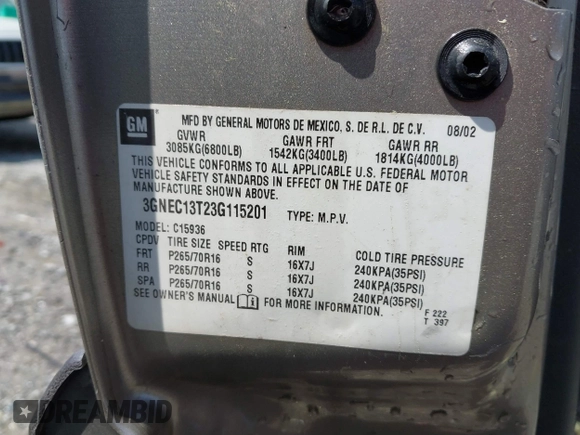 GM
MFD BY GENERAL MOTORS DE MEXICO, S. DE R.L. DE C.V. 08/02
GVWR GAWR FRT GAWR RR
3085KG(6800LB) 1542KG(3400LB) 1814KG(4000LB)
THIS VEHICLE CONFORMS TO ALL APPLICABLE U.S. FEDERAL MOTOR
VEHICLE SAFETY STANDARDS IN EFFECT ON THE DATE OF
MANUFACTURE SHOWN ABOVE.
3GNEC13T23G115201 TYPE: M.P.V.
MODEL: C15936
CPDV TIRE SIZE SPEED RTG RIM COLD TIRE PRESSURE
FRT P265/70R16 S 16X7J 240KPA(35PSI)
RR P265/70R16 S 16X7J 240KPA(35PSI)
SPA P265/70R16 S 16X7J 240KPA(35PSI)
SEE OWNER'S MANUAL FOR MORE INFORMATION. F 222
T 397
DREAMBID